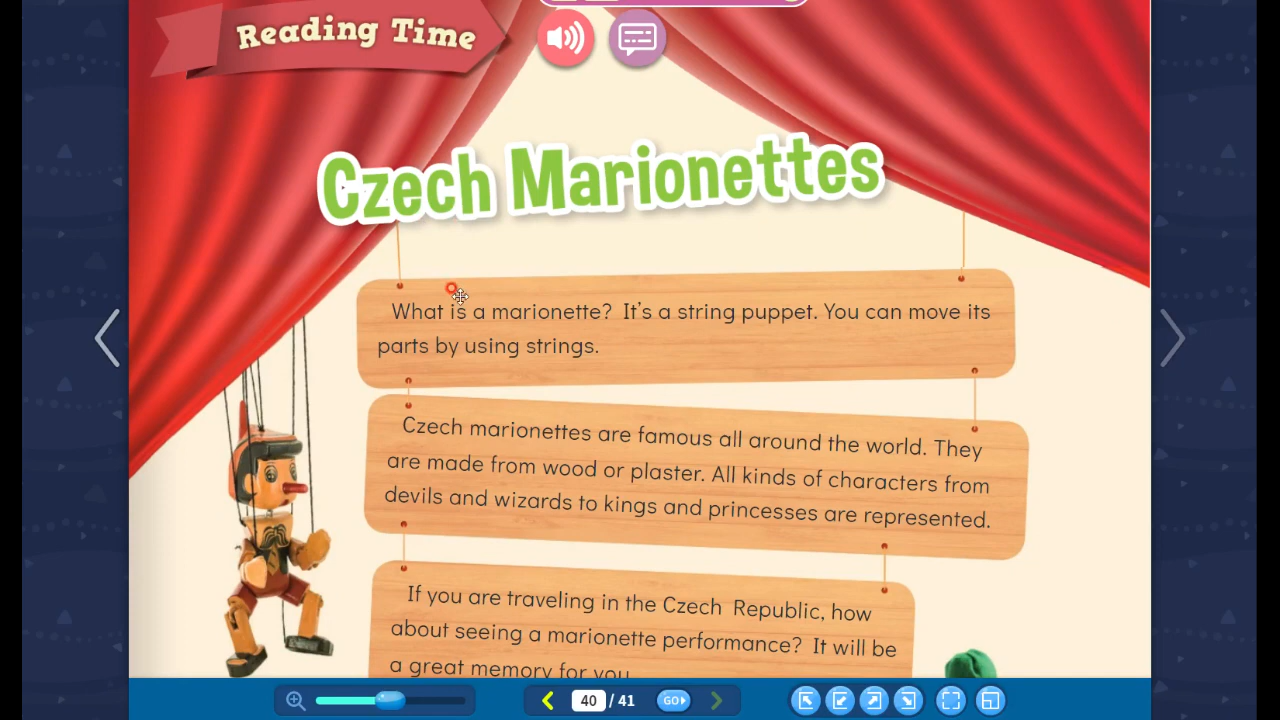 Reading Time
Czech Marionettes
What is a marionette? It's a string puppet. You can move its
parts by using strings.
Czech marionettes are famous all around the world. They
are made from wood or plaster. All kinds of characters from
devils and wizards to kings and princesses are represented.
If you are traveling in the Czech Republic, how
about seeing a marionette performance? It will be
a great memory for you.
40 / 41
GO